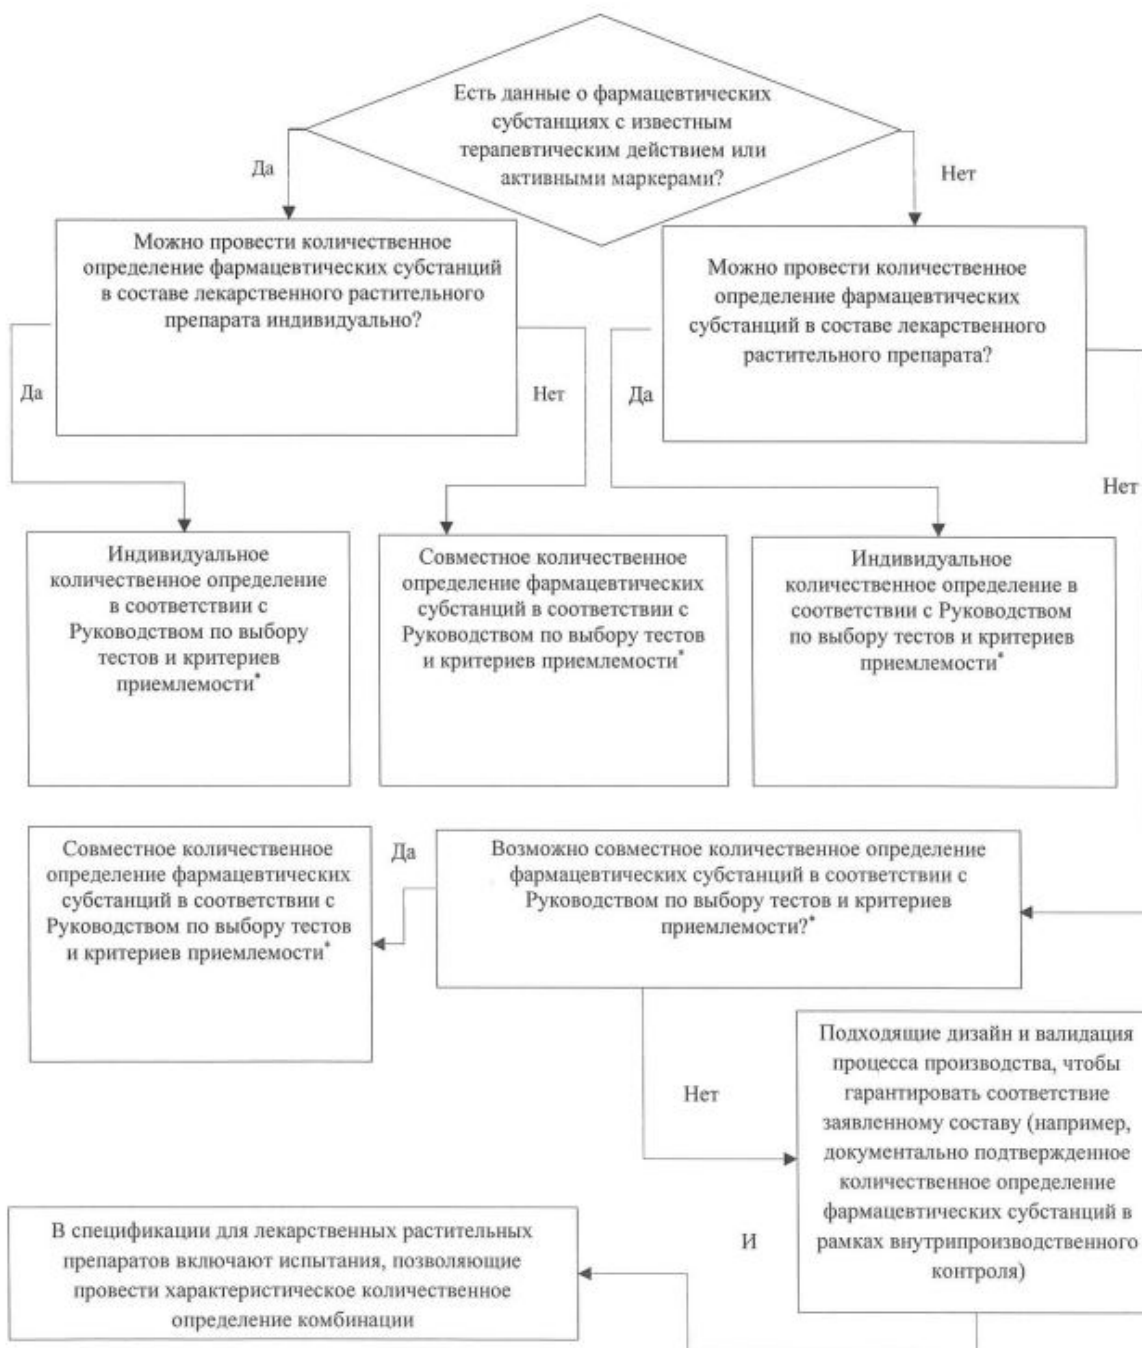 Есть данные о фармацевтических
субстанциях с известным
терапевтическим действием или
активными маркерами?
Да
Нет
Можно провести количественное
определение фармацевтических субстанций
в составе лекарственного растительного
препарата индивидуально?
Можно провести количественное
определение фармацевтических
субстанций в составе лекарственного
растительного препарата?
Да
Нет
Да
Нет
Индивидуальное
количественное определение
в соответствии с
Руководством по выбору
тестов и критериев
приемлемости*
Совместное количественное
определение фармацевтических
субстанций в соответствии с
Руководством по выбору тестов
и критериев приемлемости*
Индивидуальное
количественное определение в
соответствии с Руководством
по выбору тестов и критериев
приемлемости*
Совместное количественное
определение фармацевтических
субстанций в соответствии с
Руководством по выбору тестов
и критериев приемлемости*
Да
Возможно совместное количественное определение
фармацевтических субстанций в соответствии с
Руководством по выбору тестов и критериев
приемлемости?*
Нет
Подходящие дизайн и валидация
процесса производства, чтобы
гарантировать соответствие
заявленному составу (например,
документально подтвержденное
количественное определение
фармацевтических субстанций в
рамках внутрипроизводственного
контроля)
И
В спецификации для лекарственных растительных
препаратов включают испытания, позволяющие
провести характеристическое количественное
определение комбинации